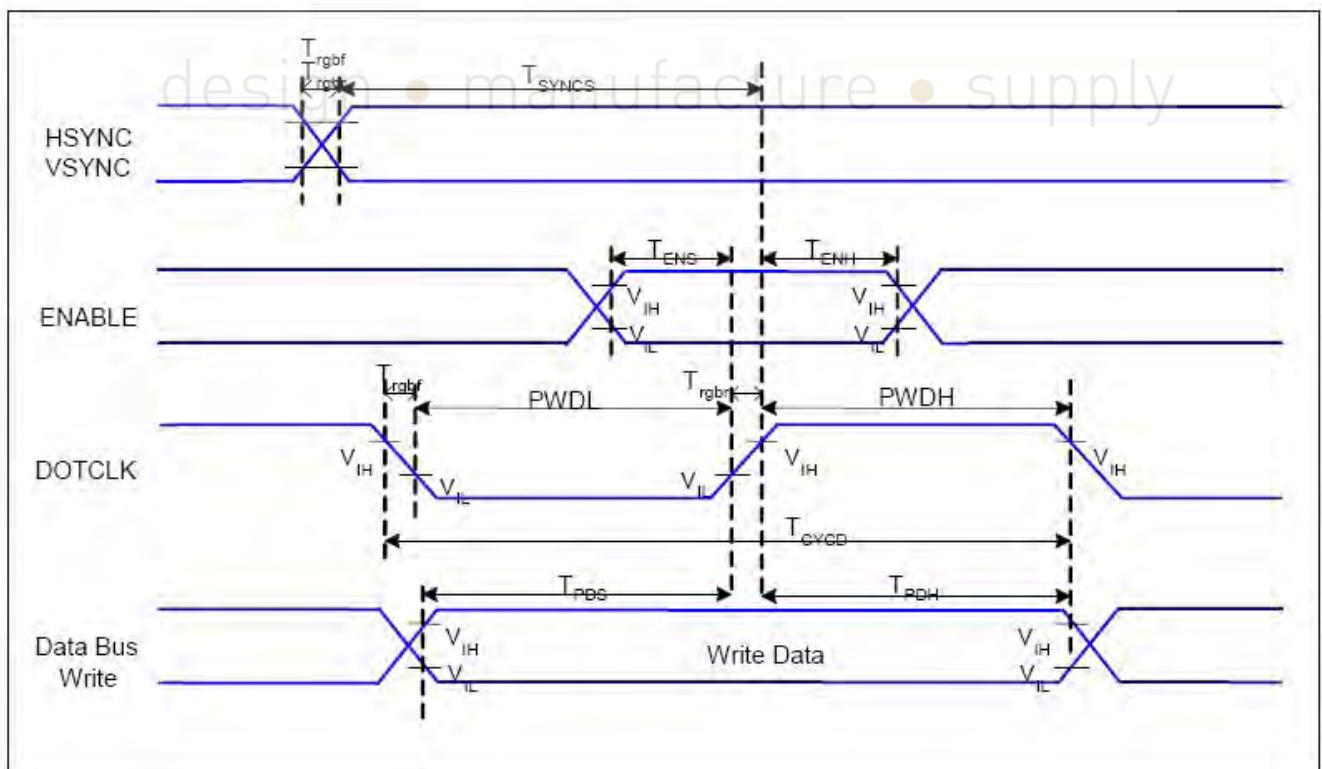 Trgbf
Trgbr
TSYNCS
design • manufacture • supply
HSYNC
VSYNC
TENS
TENH
ENABLE
VIH
VIH
VIL
VIL
Trgbf
PWDL
Trgbr
PWDH
DOTCLK
VIH
VIL
VIL
VIH
VIH
TCYCD
TPDS
TPDH
Data Bus
Write
VIH
Write Data
VIH
VIL
VIL